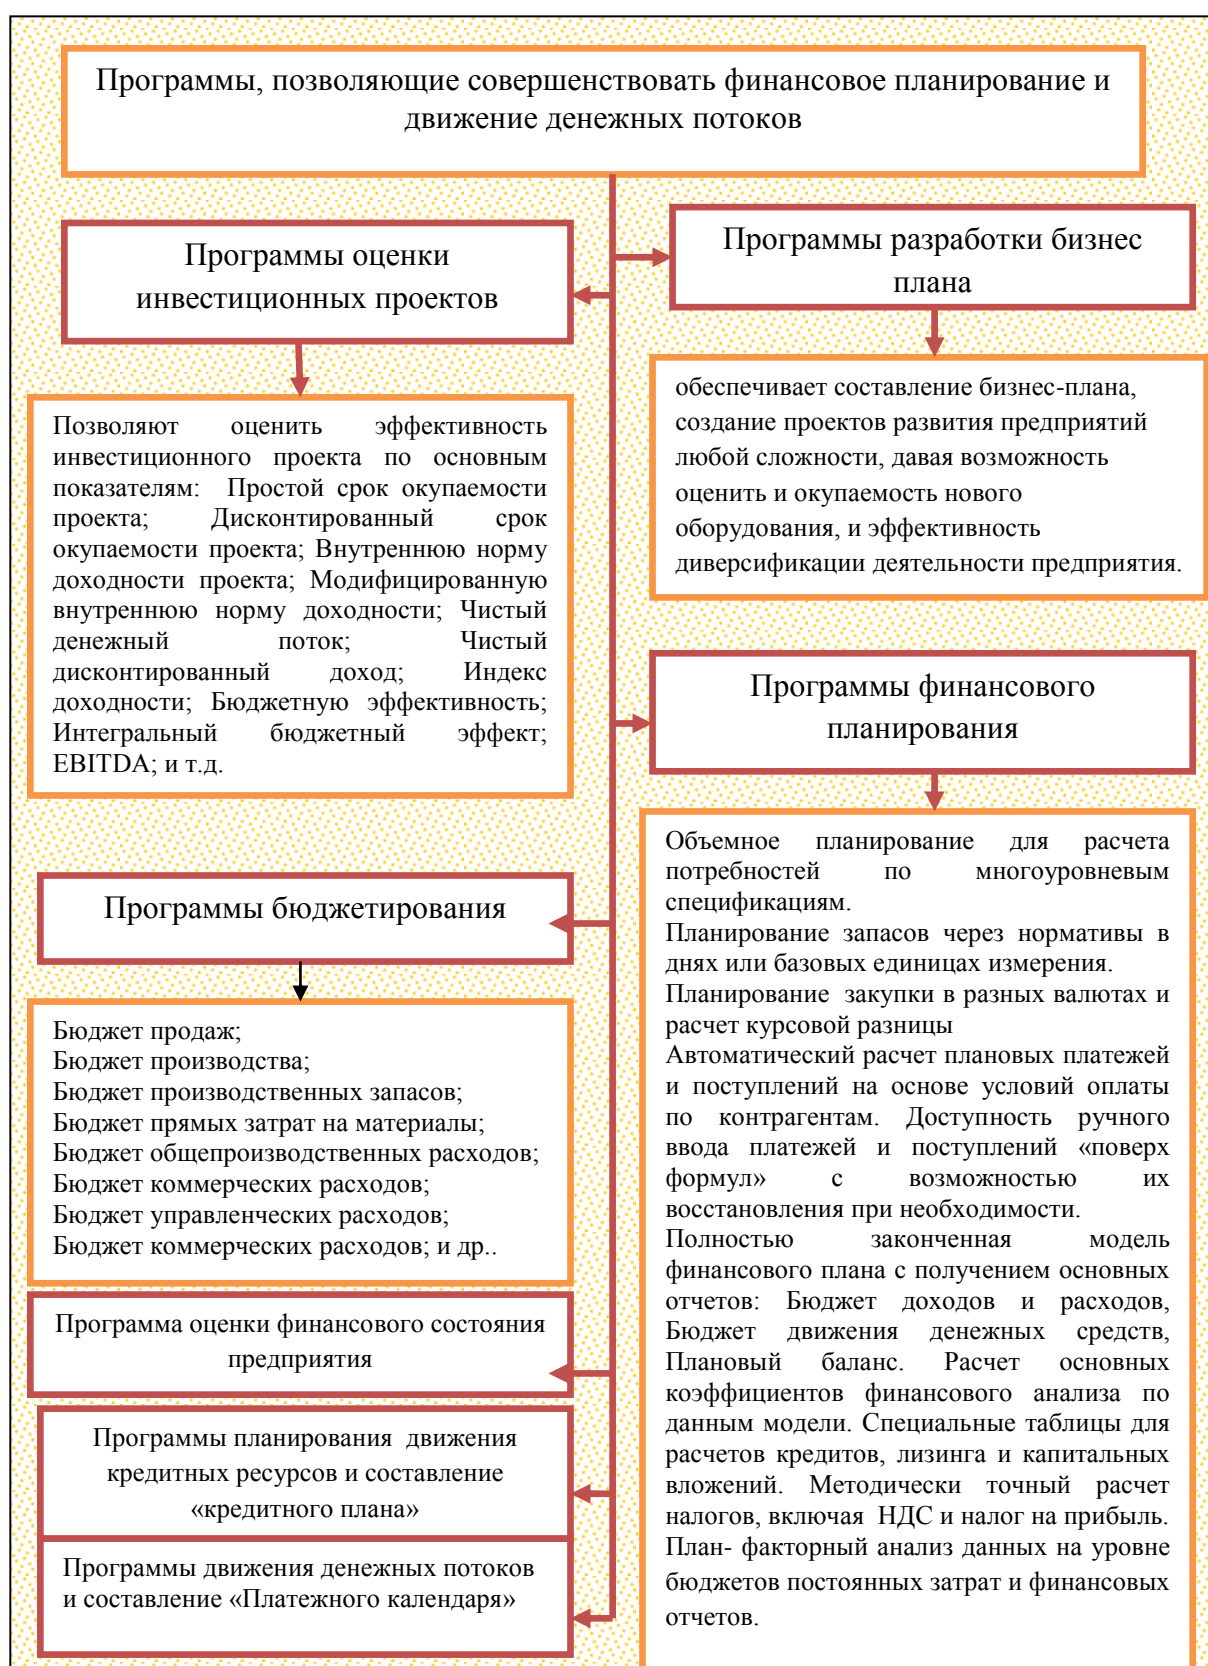 Программы, позволяющие совершенствовать финансовое планирование и
движение денежных потоков
Программы оценки
инвестиционных проектов
Программы разработки бизнес
плана
обеспечивает составление бизнес-плана,
создание проектов развития предприятий
любой сложности, давая возможность
оценить и окупаемость нового
оборудования, и эффективность
диверсификации деятельности предприятия.
Позволяют оценить эффективность
инвестиционного проекта по основным
показателям: Простой срок окупаемости
проекта; Дисконтированный срок
окупаемости проекта; Внутреннюю норму
доходности проекта; Модифицированную
внутреннюю норму доходности; Чистый
денежный поток; Чистый
дисконтированный доход; Индекс
доходности; Бюджетную эффективность;
Интегральный бюджетный эффект;
EBITDA; и т.д.
Программы финансового
планирования
Объемное планирование для расчета
потребностей по многоуровневым
спецификациям.
Планирование запасов через нормативы в
днях или базовых единицах измерения.
Планирование закупки в разных валютах и
расчет курсовой разницы
Автоматический расчет плановых платежей
и поступлений на основе условий оплаты
по контрагентам. Доступность ручного
ввода платежей и поступлений «поверх
формул» с возможностью их
восстановления при необходимости.
Полностью законченная модель
финансового плана с получением основных
отчетов: Бюджет доходов и расходов,
Бюджет движения денежных средств,
Плановый баланс. Расчет основных
коэффициентов финансового анализа по
данным модели. Специальные таблицы для
расчетов кредитов, лизинга и капитальных
вложений. Методически точный расчет
налогов, включая НДС и налог на прибыль.
План- факторный анализ данных на уровне
бюджетов постоянных затрат и финансовых
отчетов.
Программы бюджетирования
Бюджет продаж;
Бюджет производства;
Бюджет производственных запасов;
Бюджет прямых затрат на материалы;
Бюджет общепроизводственных расходов;
Бюджет коммерческих расходов;
Бюджет управленческих расходов;
Бюджет коммерческих расходов; и др..
Программа оценки финансового состояния
предприятия
Программы планирования движения
кредитных ресурсов и составление
«кредитного плана»
Программы движения денежных потоков
и составление «Платежного календаря»